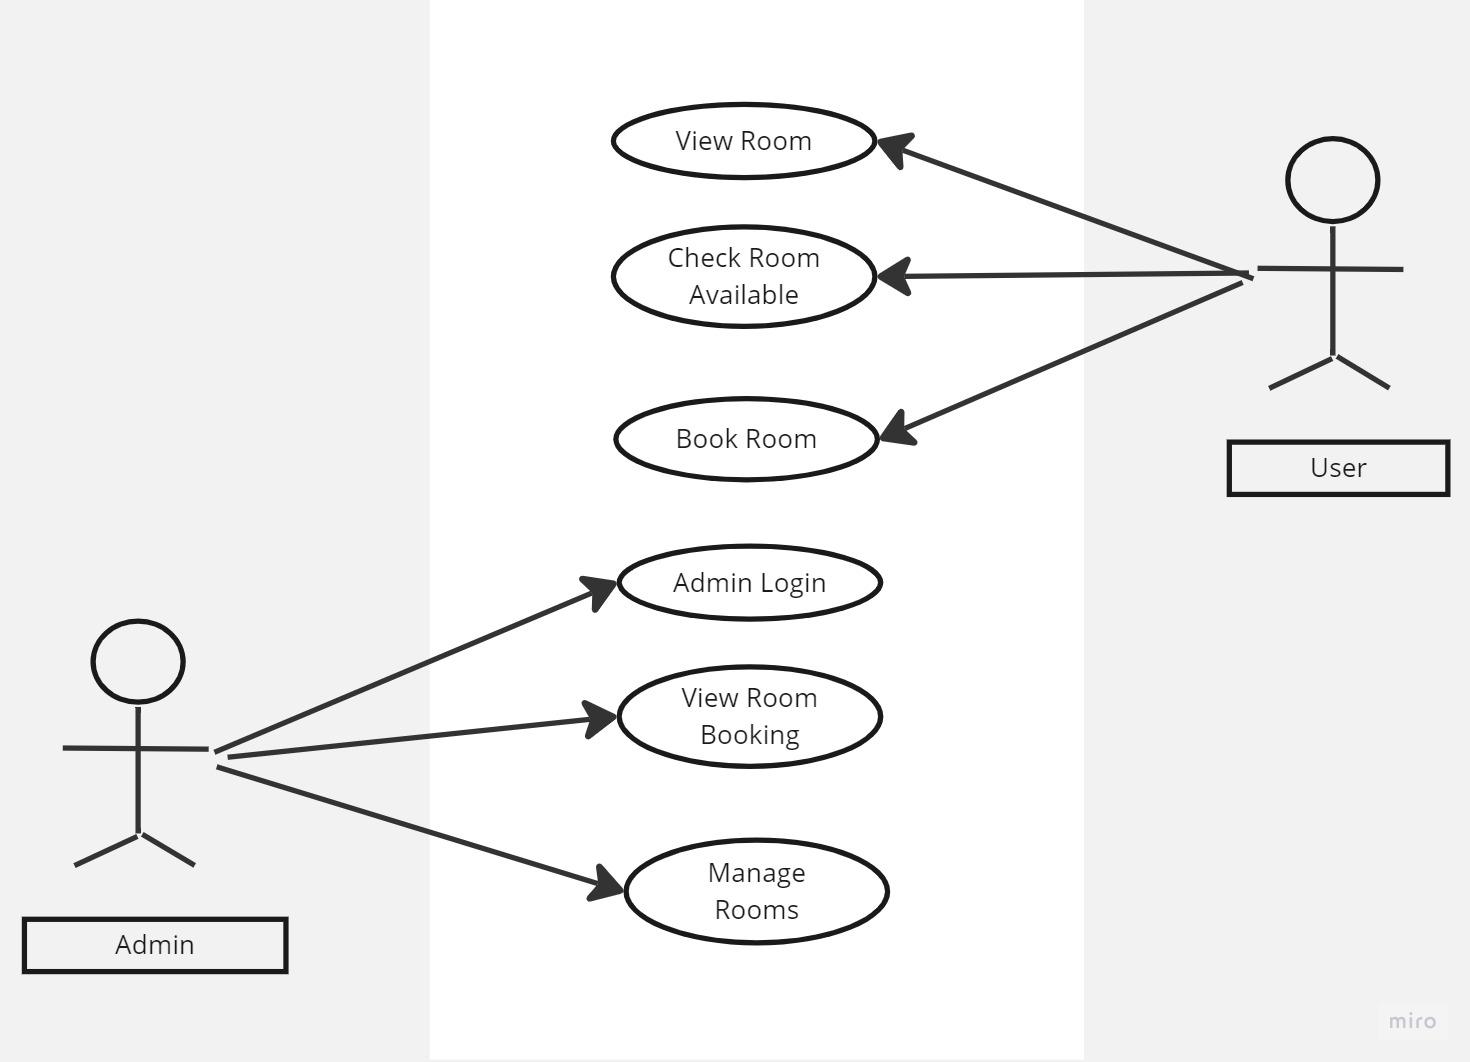 View Room
Check Room
Available
Book Room
User
Admin Login
View Room
Booking
Manage
Rooms
Admin
miro